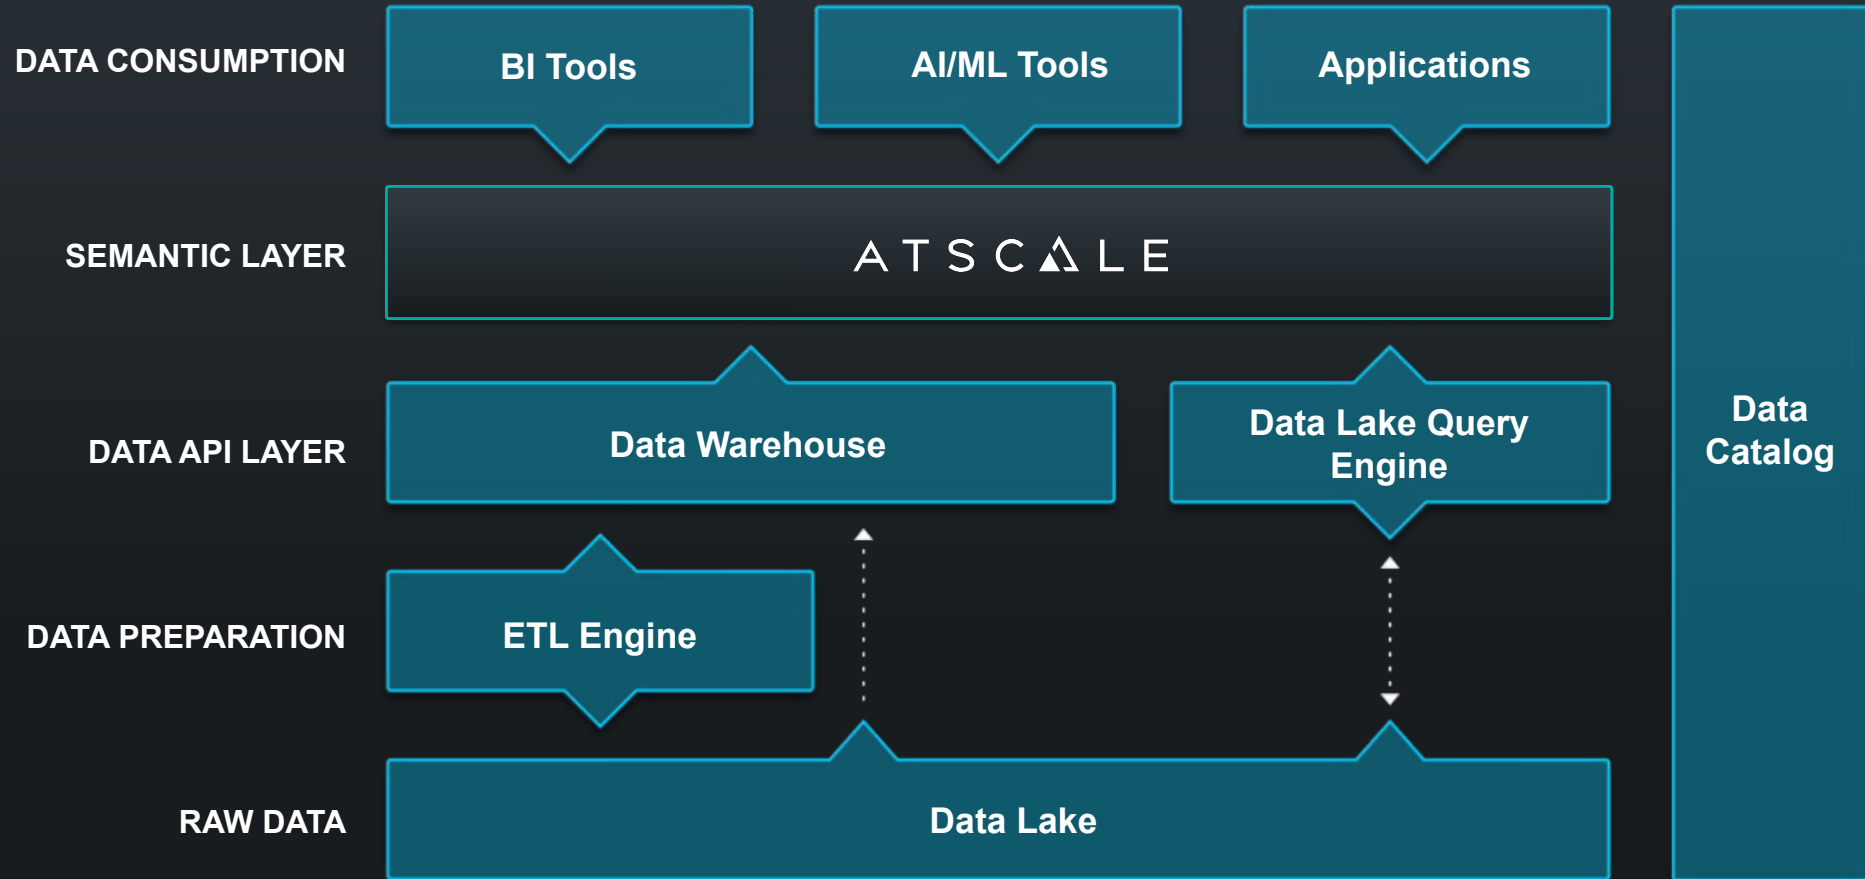 DATA CONSUMPTION
BI Tools
AI/ML Tools
Applications
SEMANTIC LAYER
ATSCALE
DATA API LAYER
Data Warehouse
Data Lake Query
Engine
Data
Catalog
DATA PREPARATION
ETL Engine
RAW DATA
Data Lake